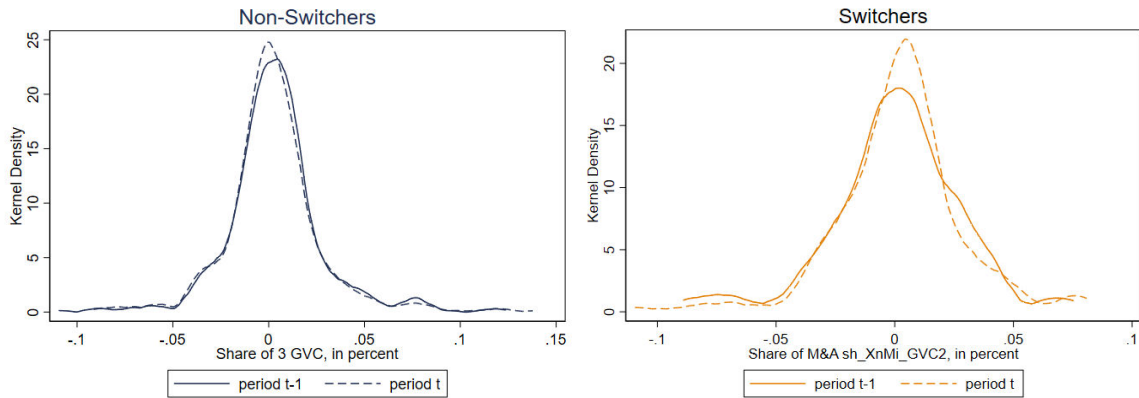 Non-Switchers
25
20
15
10
5
0
Kernel Density
-.1
-.05
0
.05
.1
.15
Share of 3 GVC, in percent
period t-1
period t
Switchers
20
15
10
5
0
Kernel Density
-.1
-.05
0
.05
.1
Share of M&A sh_XnMi_GVC2, in percent
period t-1
period t